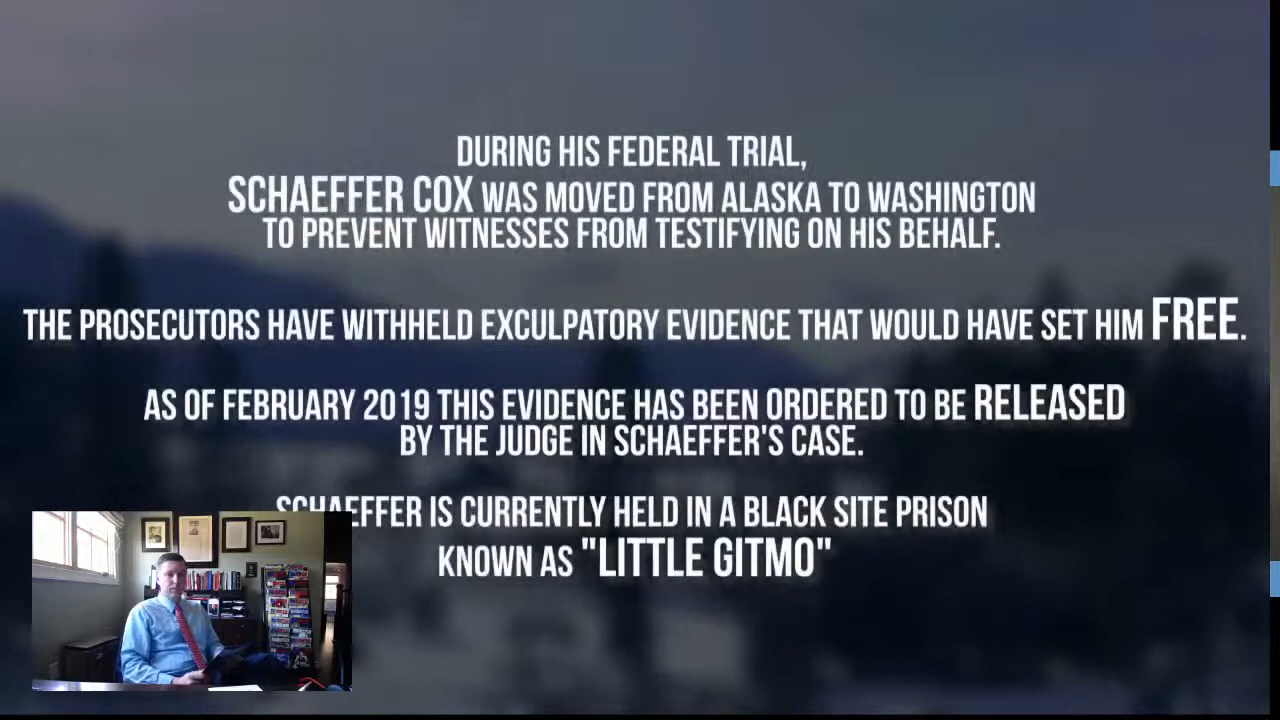 DURING HIS FEDERAL TRIAL,
SCHAEFFER COX WAS MOVED FROM ALASKA TO WASHINGTON
TO PREVENT WITNESSES FROM TESTIFYING ON HIS BEHALF.
THE PROSECUTORS HAVE WITHHELD EXCULPATORY EVIDENCE THAT WOULD HAVE SET HIM FREE.
AS OF FEBRUARY 2019 THIS EVIDENCE HAS BEEN ORDERED TO BE RELEASED
BY THE JUDGE IN SCHAEFFER'S CASE.
SCHAEFFER IS CURRENTLY HELD IN A BLACK SITE PRISON
KNOWN AS "LITTLE GITMO"